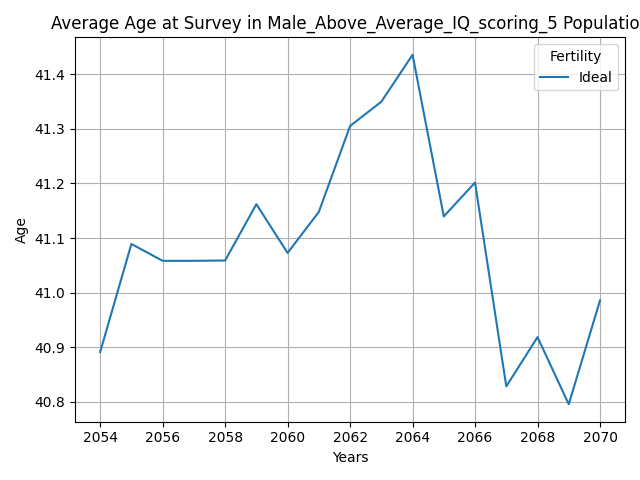 Average Age at Survey in Male_Above_Average_IQ_scoring_5 Populatio
Fertility
Ideal
41.4
41.3
41.2
41.1
41.0
40.9
40.8
Age
2054 2056 2058 2060 2062 2064 2066 2068 2070
Years